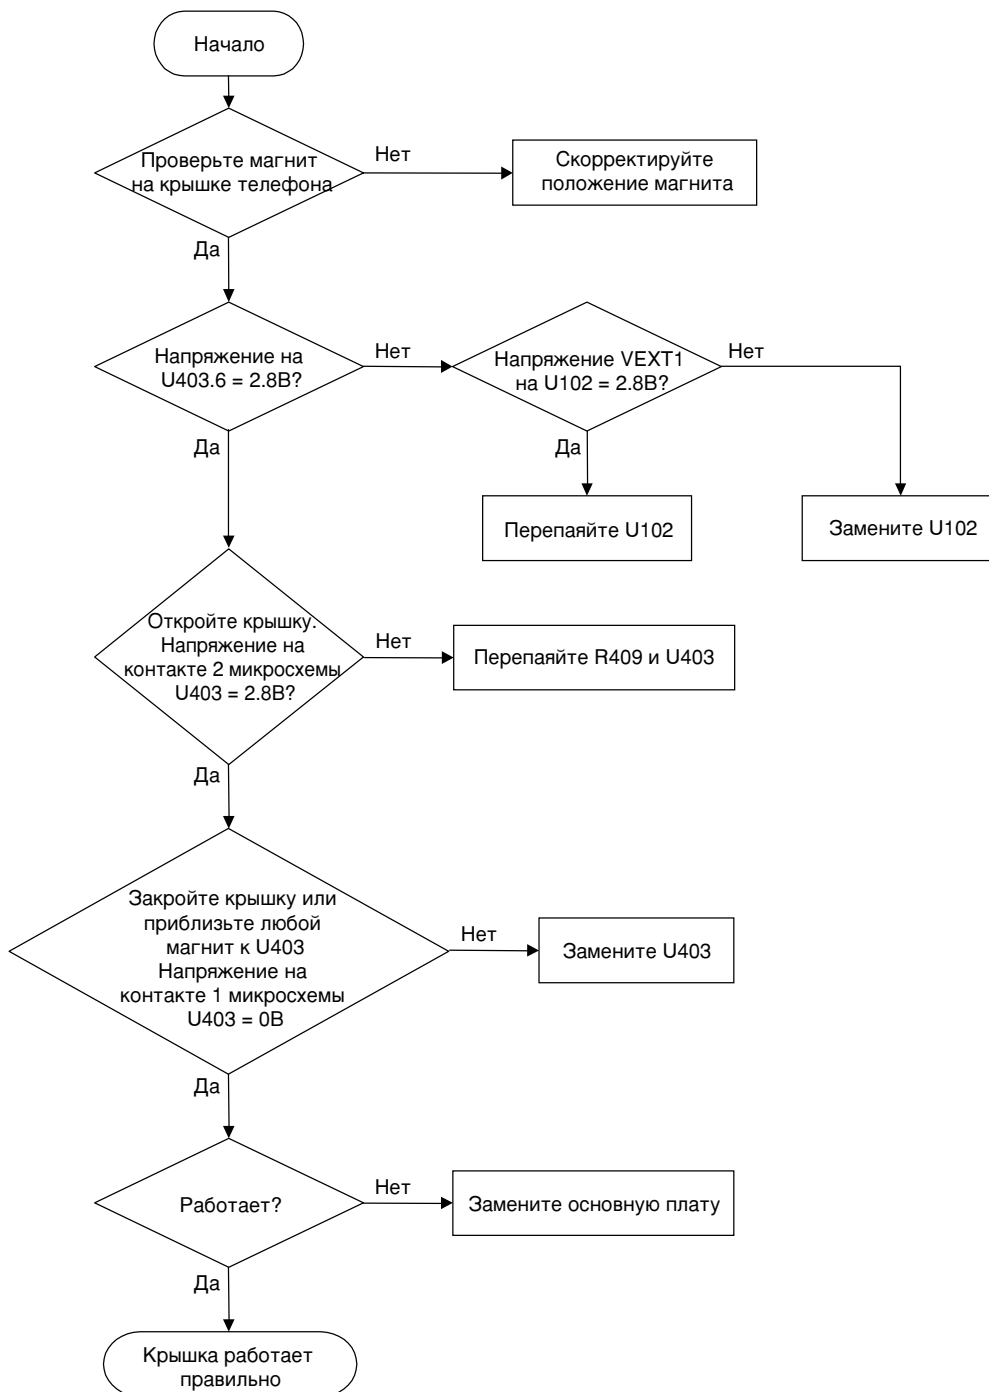 Начало
Проверьте магнит
на крышке телефона
Нет
Скорректируйте
положение магнита
Да
Напряжение на
U403.6 = 2.8В?
Нет
Напряжение VEXT1
на U102 = 2.8В?
Нет
Да
Да
Перепаяйте U102
Замените U102
Откройте крышку.
Напряжение на
контакте 2 микросхемы
U403 = 2.8В?
Нет
Перепаяйте R409 и U403
Да
Закройте крышку или
приблизьте любой
магнит к U403
Напряжение на
контакте 1 микросхемы
U403 = 0В
Нет
Замените U403
Да
Работает?
Нет
Замените основную плату
Да
Крышка работает
правильно